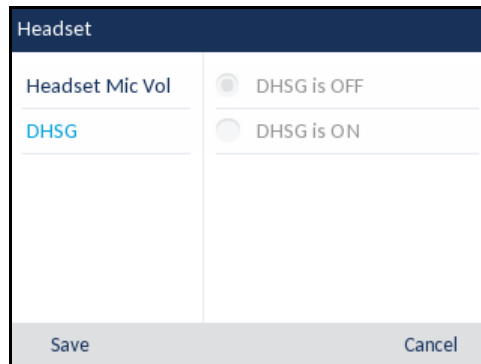 Headset
Headset Mic Vol
DHSG
DHSG is OFF
DHSG is ON
Save
Cancel